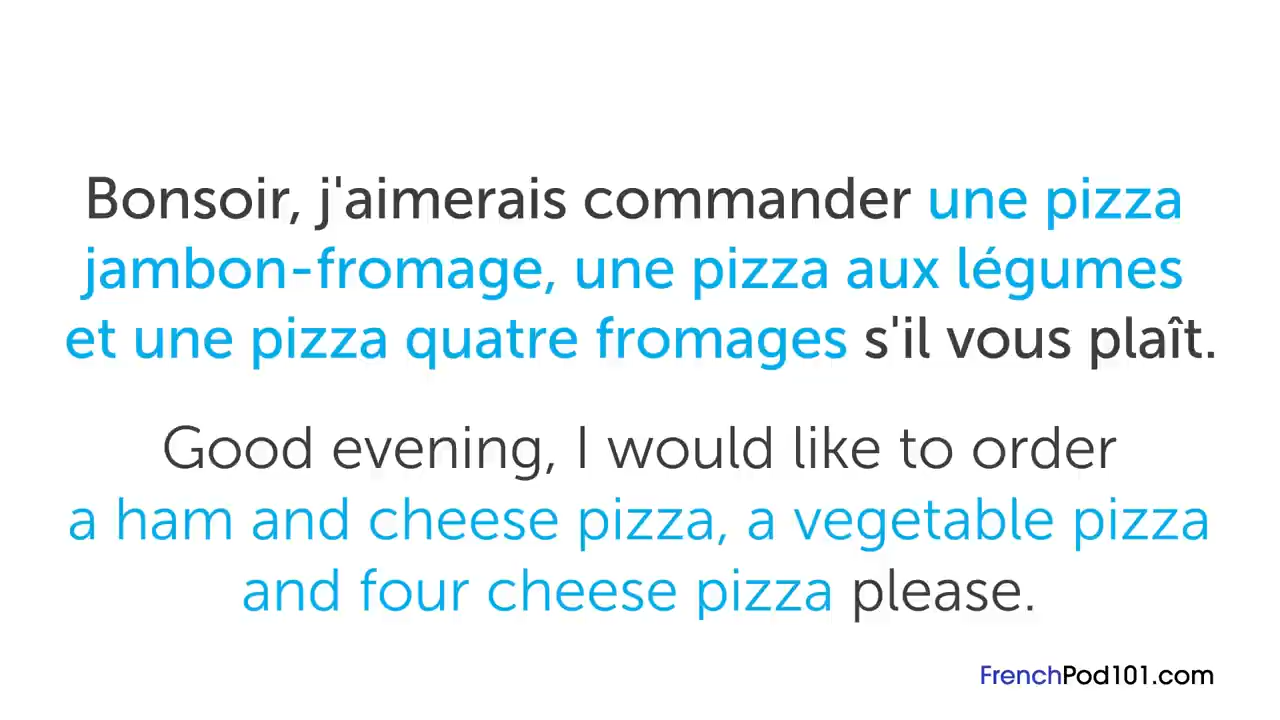 Bonsoir, j'aimerais commander une pizza
jambon-fromage, une pizza aux légumes
et une pizza quatre fromages s'il vous plaît.
Good evening, I would like to order
a ham and cheese pizza, a vegetable pizza
and four cheese pizza please.
FrenchPod101.com